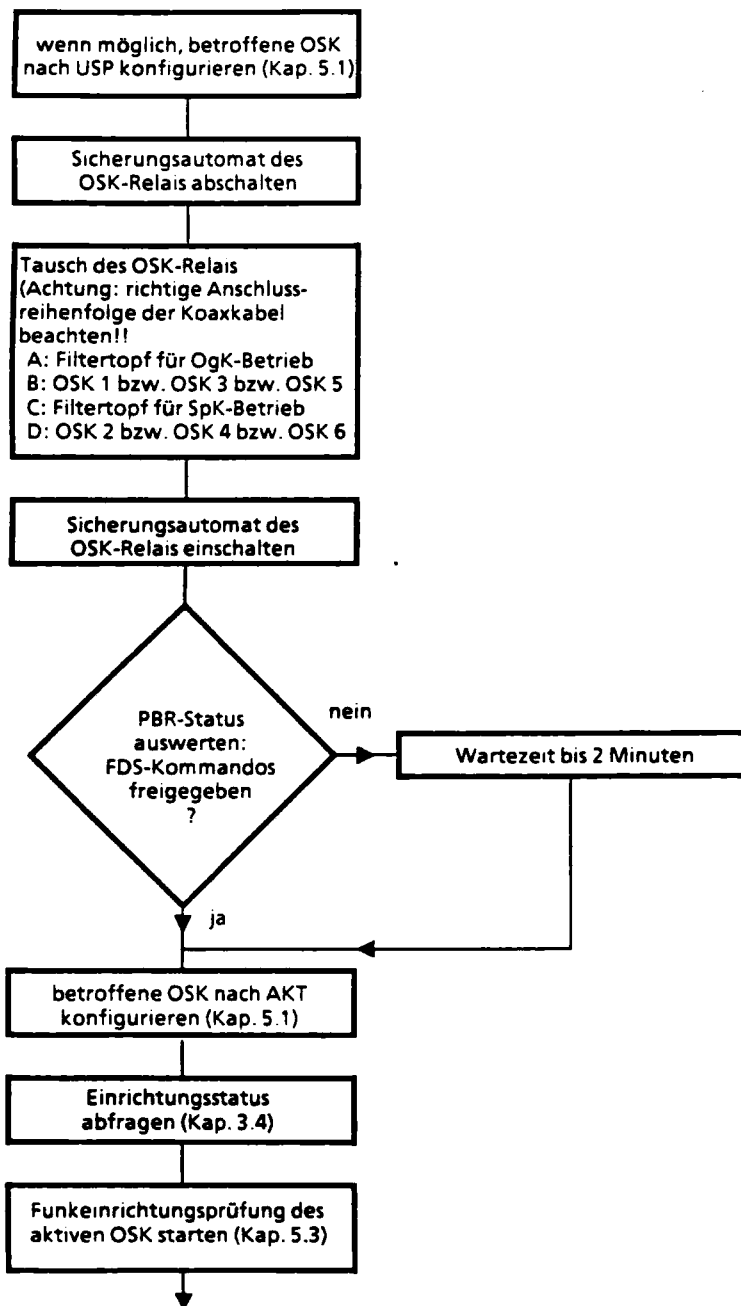 wenn möglich, betroffene OSK
nach USP konfigurieren (Kap. 5.1)
Sicherungsautomat des
OSK-Relais abschalten
Tausch des OSK-Relais
(Achtung: richtige Anschluss-
reihenfolge der Koaxkabel
beachten!!
A: Filtertopf für OgK-Betrieb
B: OSK 1 bzw. OSK 3 bzw. OSK 5
C: Filtertopf für SpK-Betrieb
D: OSK 2 bzw. OSK 4 bzw. OSK 6
Sicherungsautomat des
OSK-Relais einschalten
PBR-Status
auswerten:
FDS-Kommandos
freigegeben
?
nein
Wartezeit bis 2 Minuten
ja
betroffene OSK nach AKT
konfigurieren (Kap. 5.1)
Einrichtungsstatus
abfragen (Kap. 3.4)
Funkeinrichtungsprüfung des
aktiven OSK starten (Kap. 5.3)